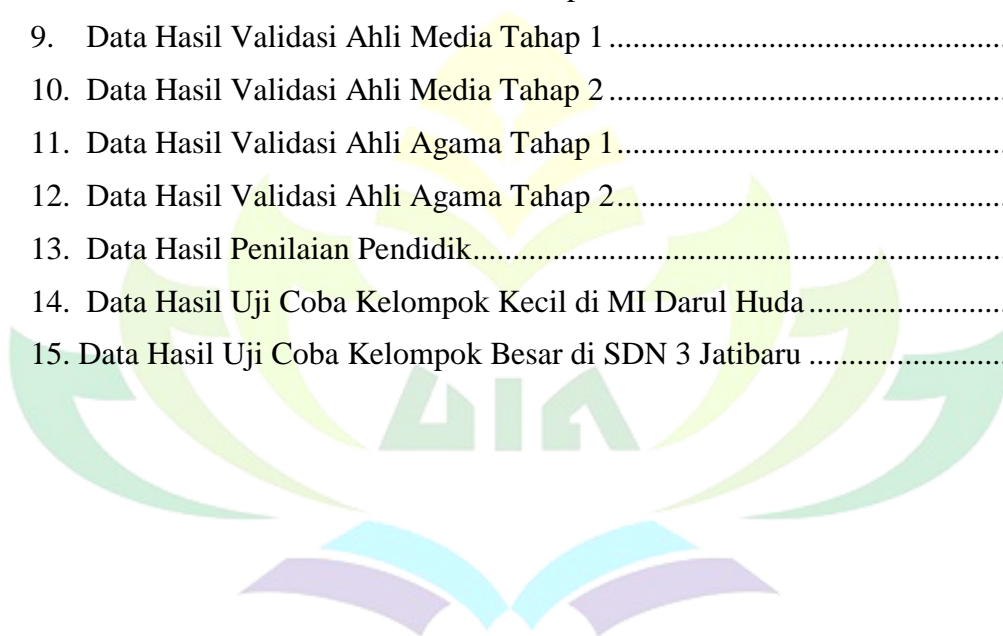 9. Data Hasil Validasi Ahli Media Tahap 1....................................................
10. Data Hasil Validasi Ahli Media Tahap 2....................................................
11. Data Hasil Validasi Ahli Agama Tahap 1...................................................
12. Data Hasil Validasi Ahli Agama Tahap 2...................................................
13. Data Hasil Penilaian Pendidik.....................................................................
14. Data Hasil Uji Coba Kelompok Kecil di MI Darul Huda...........................
15. Data Hasil Uji Coba Kelompok Besar di SDN 3 Jatibaru ..........................
UIN